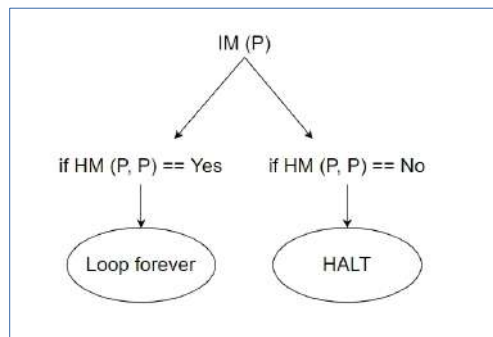 IM (P)
if HM (P, P) == Yes
if HM (P, P) == No
Loop forever
HALT